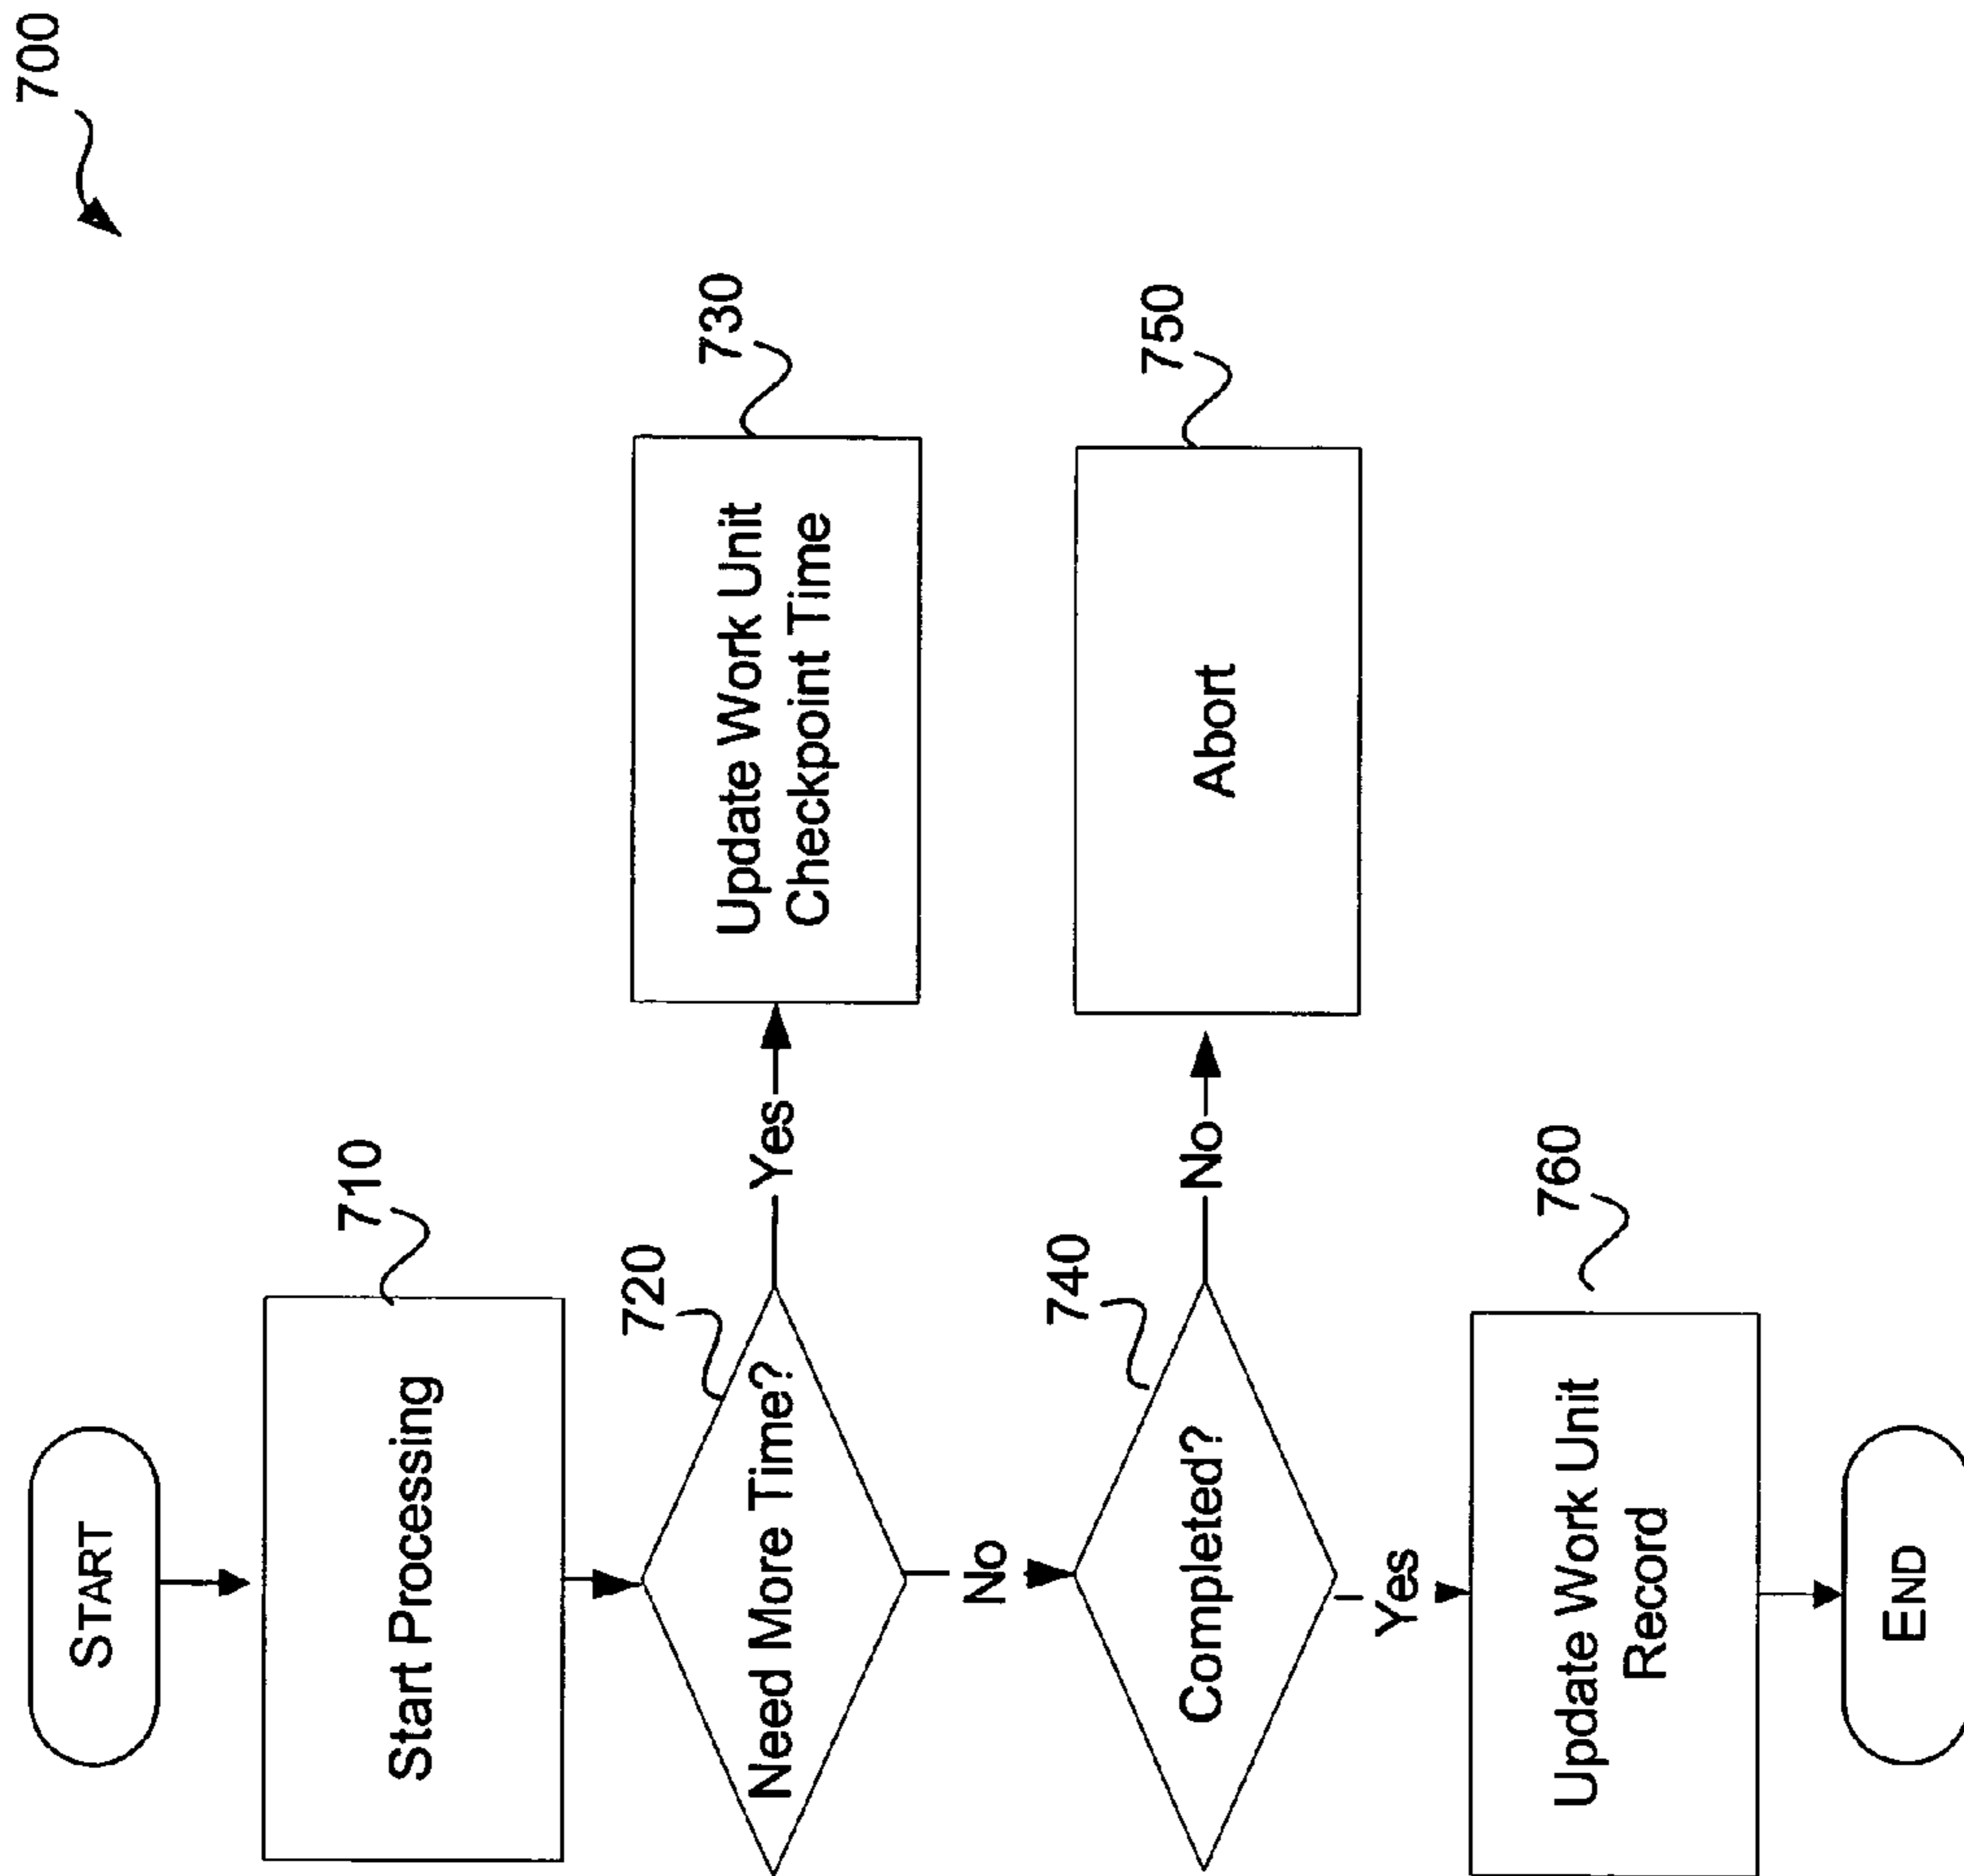 700
START
710
Start Processing
720
Need More Time?
Yes
730
Update Work Unit
Checkpoint Time
No
740
Completed?
No
750
Abort
Yes
760
Update Work Unit
Record
END